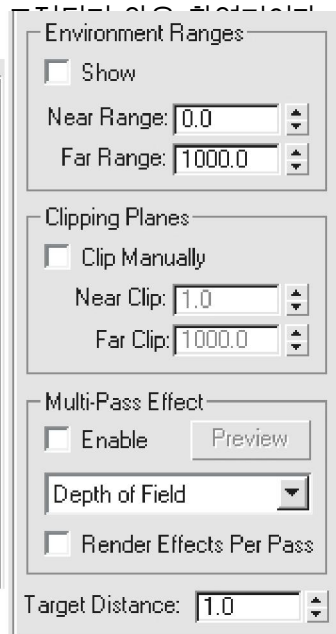 Environment Ranges
Show
Near Range: 0.0
Far Range: 1000.0
Clipping Planes
Clip Manually
Near Clip: 1.0
Far Clip: 1000.0
Multi-Pass Effect
Enable Preview
Depth of Field
Render Effects Per Pass
Target Distance: 1.0